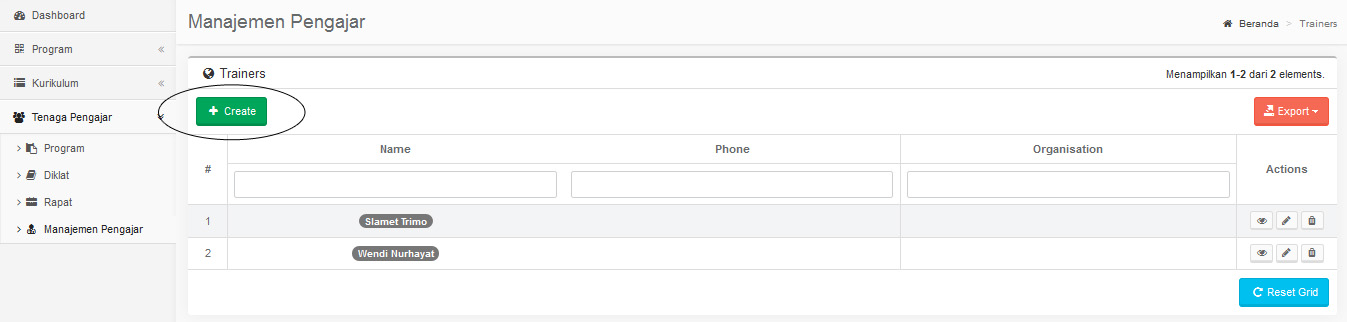 Dashboard
Program
Kurikulum
Tenaga Pengajar
Program
Diklat
Rapat
Manajemen Pengajar
Manajemen Pengajar
Beranda > Trainers
Trainers
Menampilkan 1-2 dari 2 elements.
Create
Export
# Name Phone Organisation Actions
1 Slamet Trimo
2 Wendi Nurhayat
Reset Grid